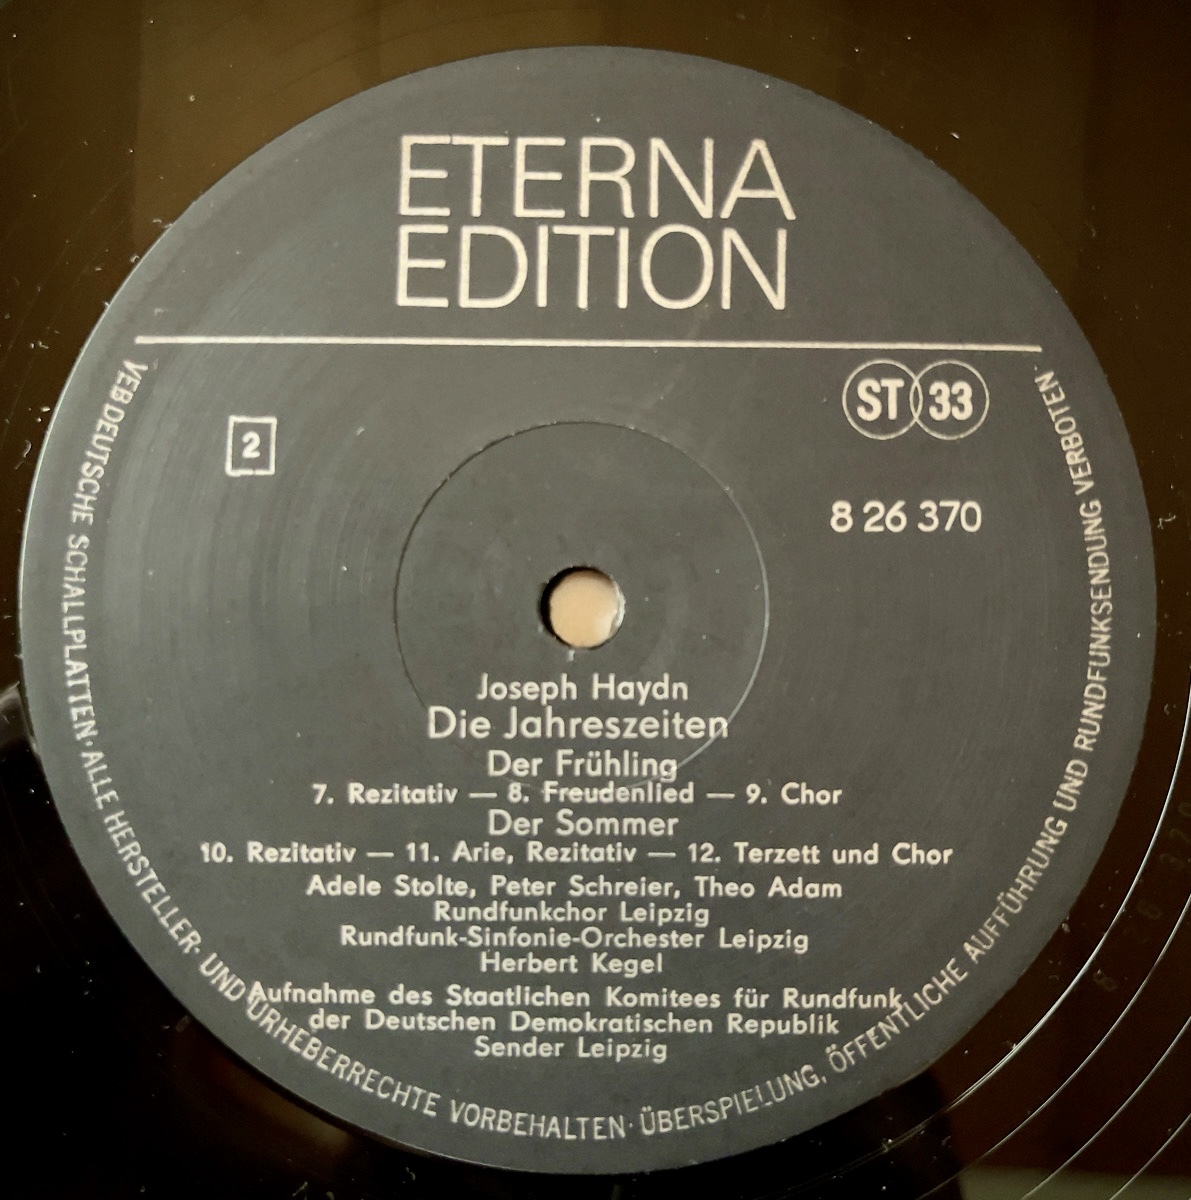 ETERNA
EDITION
ST 33
2
8 26 370
Joseph Haydn
Die Jahreszeiten
Der Frühling
7. Rezitativ — 8. Freudenlied — 9. Chor
Der Sommer
10. Rezitativ — 11. Arie, Rezitativ — 12. Terzett und Chor
Adele Stolte, Peter Schreier, Theo Adam
Rundfunkchor Leipzig
Rundfunk-Sinfonie-Orchester Leipzig
Herbert Kegel
Aufnahme des Staatlichen Komitees für Rundfunk
der Deutschen Demokratischen Republik
Sender Leipzig
VEB DEUTSCHE SCHALLPLATTEN · ALLE HERSTELLER- UND URHEBERRECHTE VORBEHALTEN · ÜBERSPIELUNG, ÖFFENTLICHE AUFFÜHRUNG UND RUNDFUNKSENDUNG VERBOTEN ·